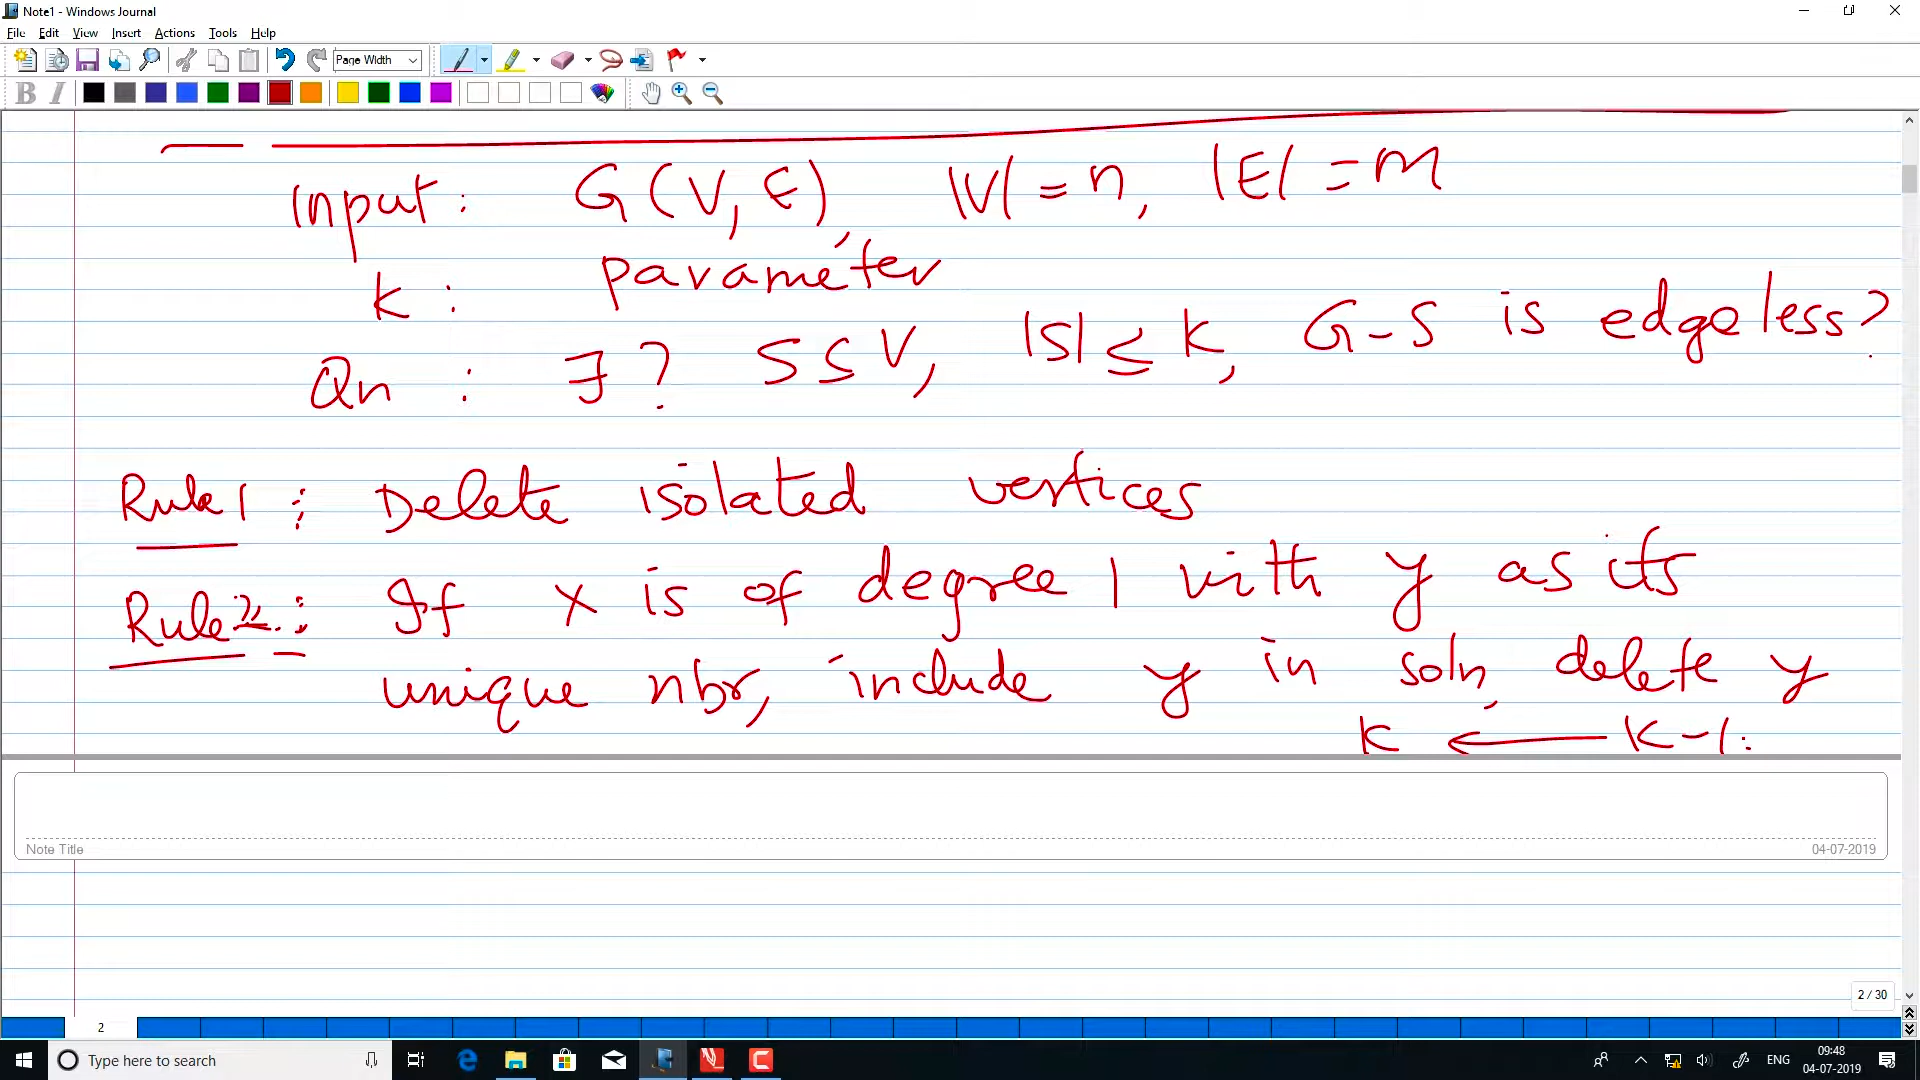 Note1 - Windows Journal
File Edit View Insert Actions Tools Help
Page Width
B I
Input: G(V, E), |V| = n, |E| = m
k : parameter
Qn : ∃ ? S ⊆ V, |S| ≤ k, G-S is edgeless?
Rule 1 : Delete isolated vertices
Rule 2 : If x is of degree 1 with y as its
unique nbr, include y in soln, delete y
k ← k-1.
Note Title
04-07-2019
2 / 30
2
Type here to search
ENG
09:48
04-07-2019